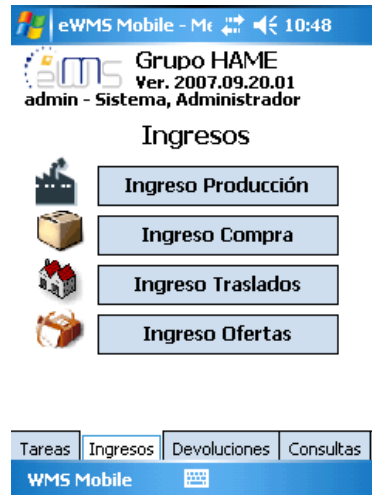 eWMS Mobile - Me 10:48
eWMS Grupo HAME
Ver. 2007.09.20.01
admin - Sistema, Administrador
Ingresos
Ingreso Producción
Ingreso Compra
Ingreso Traslados
Ingreso Ofertas
Tareas Ingresos Devoluciones Consultas
WMS Mobile